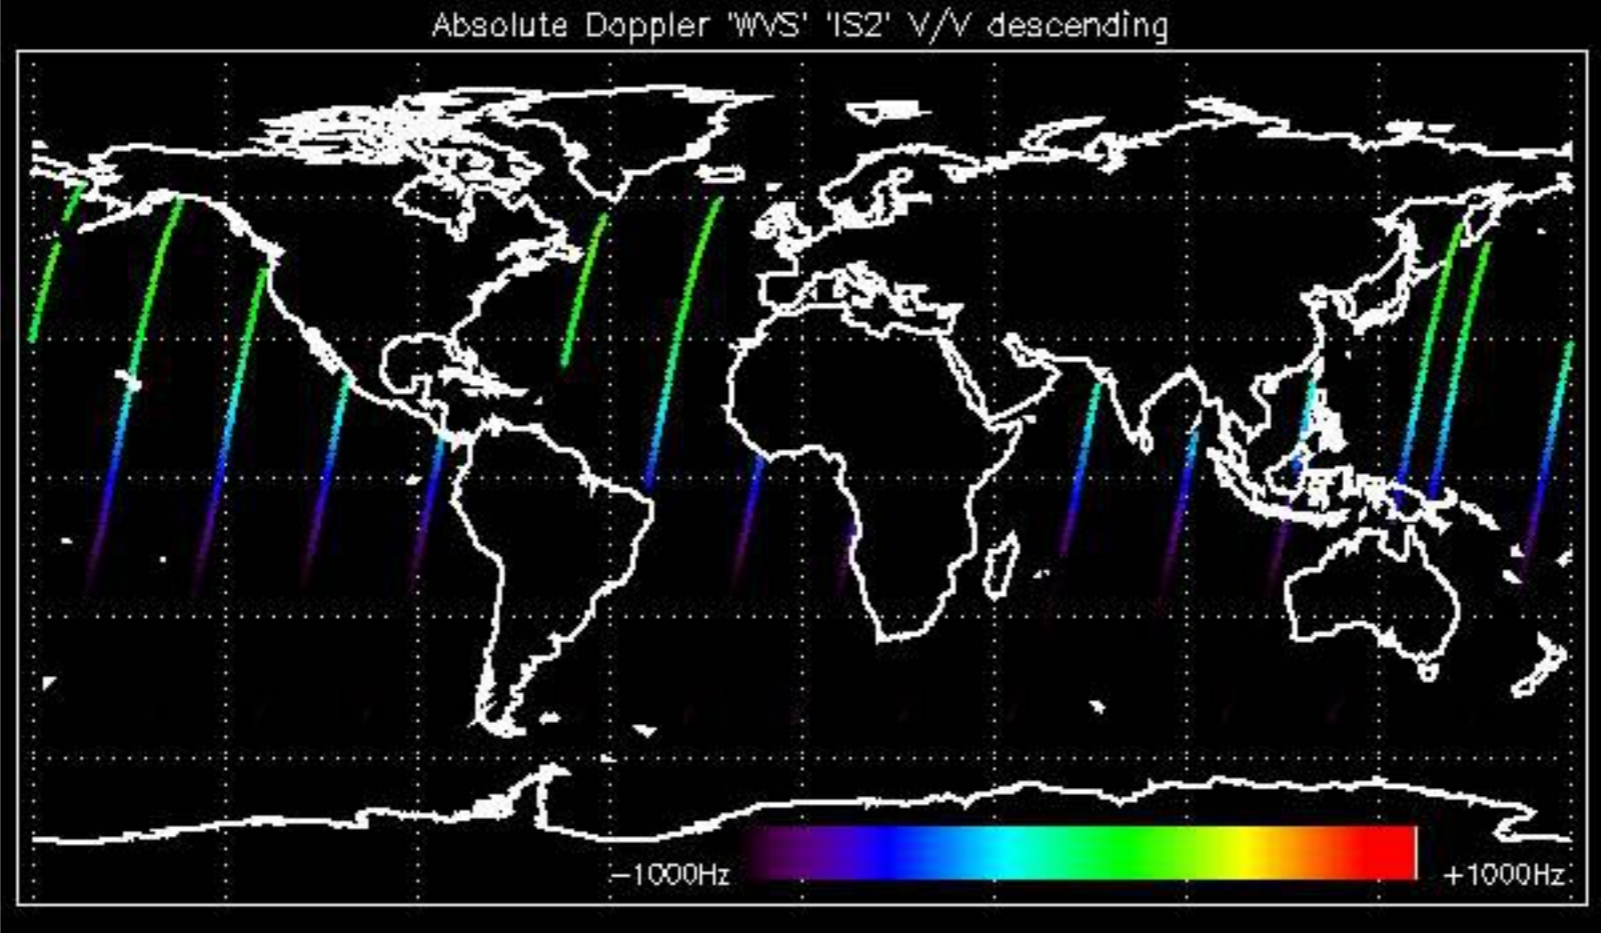 Absolute Doppler 'WVS' 'IS2' V/V descending
-1000Hz +1000Hz